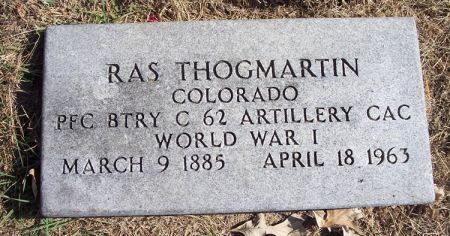 RAS THOGMARTIN
COLORADO
PFC BTRY C 62 ARTILLERY CAC
WORLD WAR I
MARCH 9 1885 APRIL 18 1963